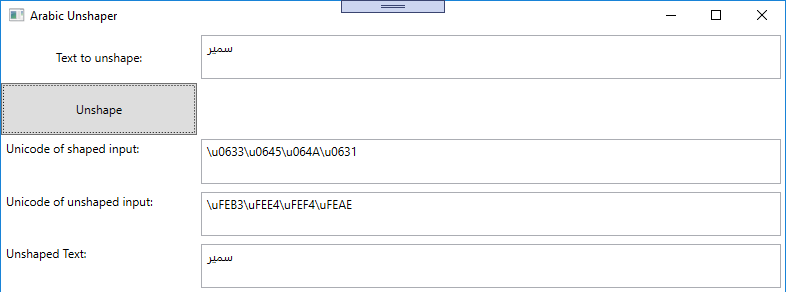 Arabic Unshaper
Text to unshape:
سمير
Unshape
Unicode of shaped input:
\u0633\u0645\u064A\u0631
Unicode of unshaped input:
\uFEB3\uFEE4\uFEF4\uFEAE
Unshaped Text:
سمير